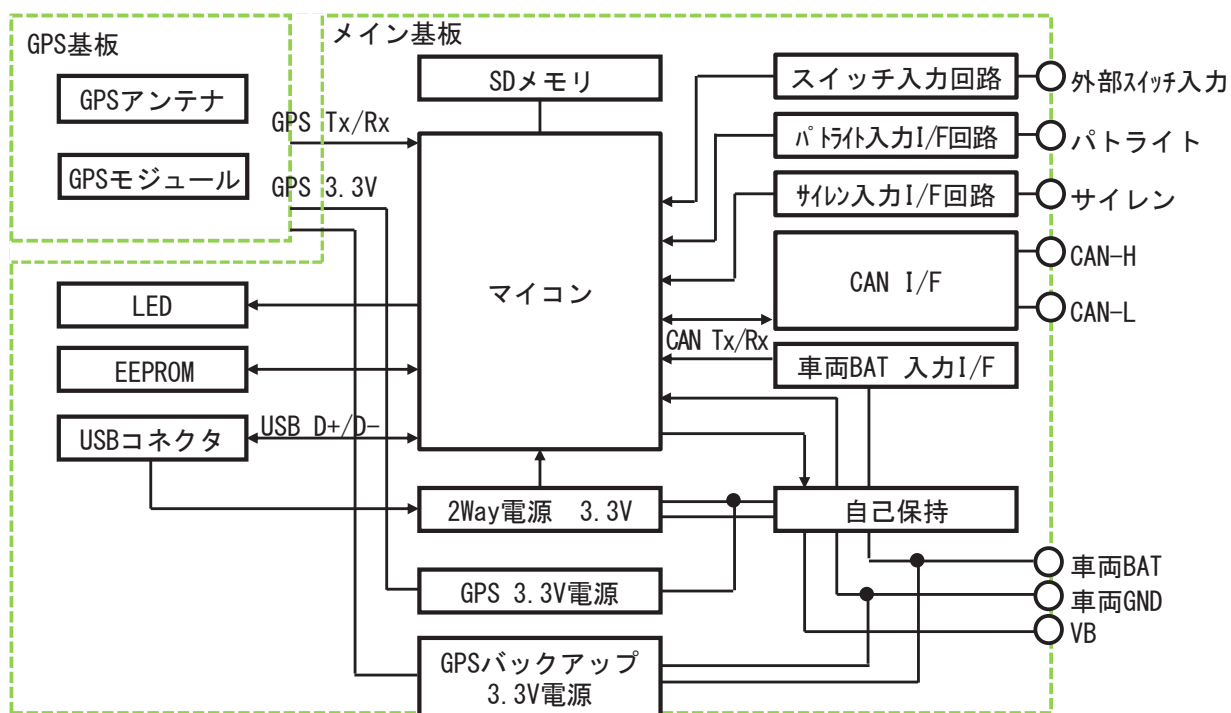 GPS基板
メイン基板
GPSアンテナ
GPSモジュール
GPS Tx/Rx
GPS 3.3V
SDメモリ
マイコン
スイッチ入力回路
外部スイッチ入力
パトライト入力I/F回路
パトライト
サイレン入力I/F回路
サイレン
CAN I/F
CAN-H
CAN-L
CAN Tx/Rx
LED
EEPROM
USBコネクタ
USB D+/D-
車両BAT 入力I/F
2Way電源 3.3V
自己保持
GPS 3.3V電源
GPSバックアップ
3.3V電源
車両BAT
車両GND
VB